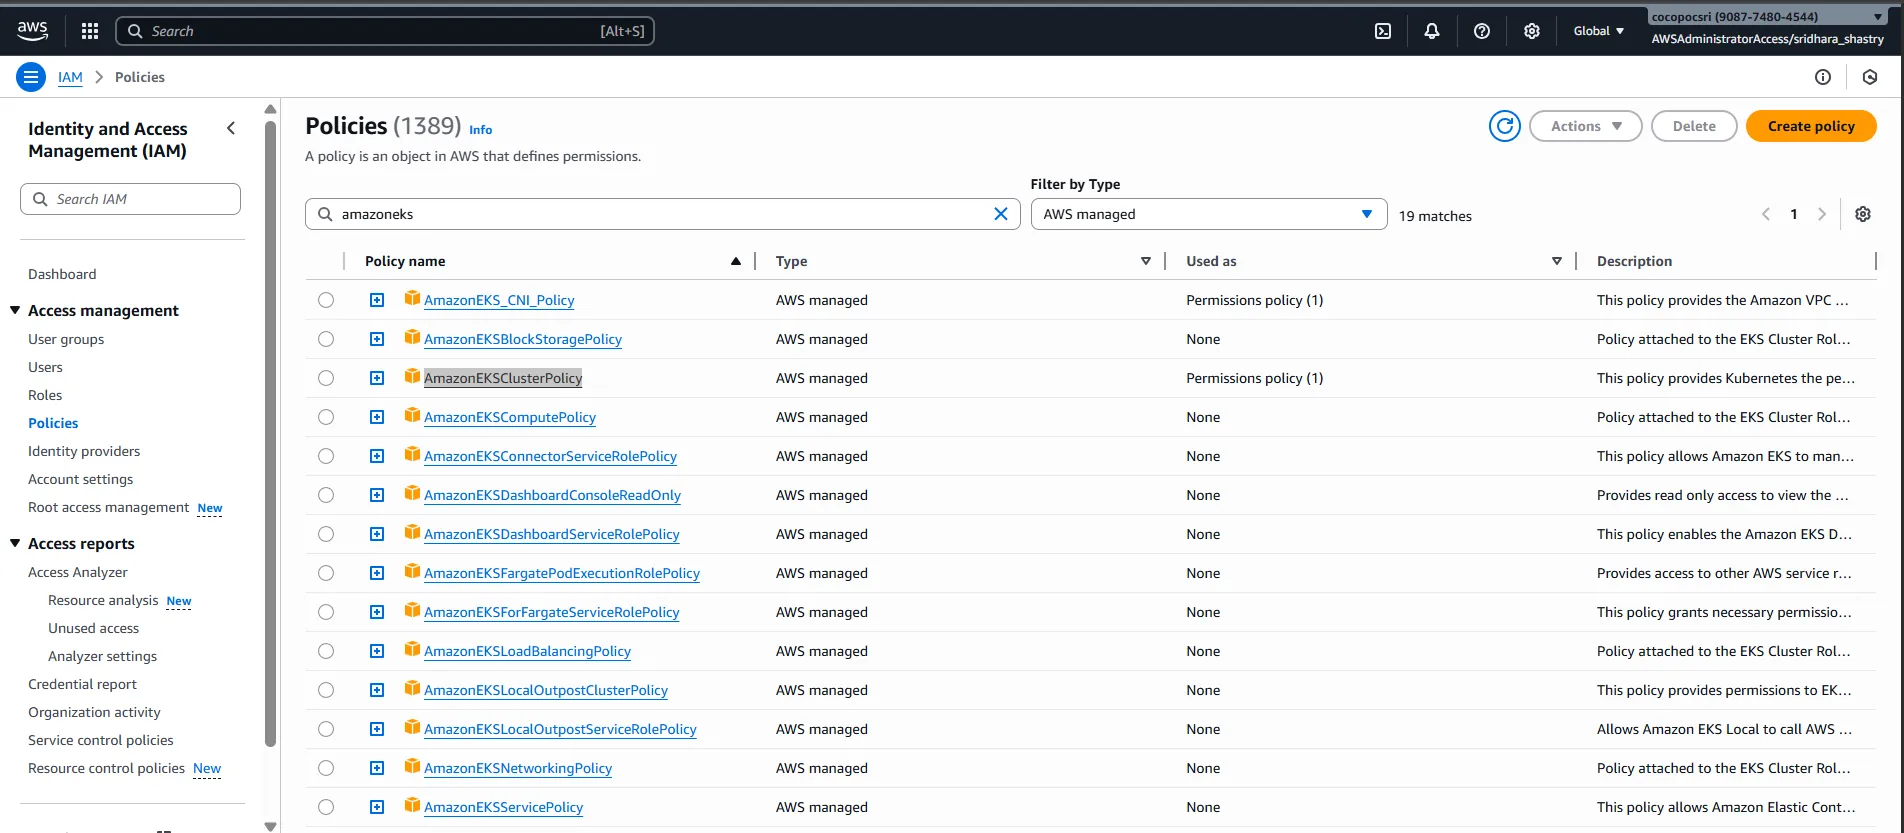 aws
Search
[Alt+S]
Global
cocopocsri (9087-7480-4544)
AWSAdministratorAccess/sridhara_shastry
IAM > Policies
Identity and Access
Management (IAM)
Search IAM
Dashboard
Access management
User groups
Users
Roles
Policies
Identity providers
Account settings
Root access management New
Access reports
Access Analyzer
Resource analysis New
Unused access
Analyzer settings
Credential report
Organization activity
Service control policies
Resource control policies New
Policies (1389) Info
A policy is an object in AWS that defines permissions.
Actions
Delete
Create policy
Filter by Type
amazoneks
AWS managed
19 matches
1
Policy name Type Used as Description
AmazonEKS_CNI_Policy AWS managed Permissions policy (1) This policy provides the Amazon VPC ...
AmazonEKSBlockStoragePolicy AWS managed None Policy attached to the EKS Cluster Rol...
AmazonEKSClusterPolicy AWS managed Permissions policy (1) This policy provides Kubernetes the pe...
AmazonEKSComputePolicy AWS managed None Policy attached to the EKS Cluster Rol...
AmazonEKSConnectorServiceRolePolicy AWS managed None This policy allows Amazon EKS to man...
AmazonEKSDashboardConsoleReadOnly AWS managed None Provides read only access to view the ...
AmazonEKSDashboardServiceRolePolicy AWS managed None This policy enables the Amazon EKS D...
AmazonEKSFargatePodExecutionRolePolicy AWS managed None Provides access to other AWS service r...
AmazonEKSForFargateServiceRolePolicy AWS managed None This policy grants necessary permissio...
AmazonEKSLoadBalancingPolicy AWS managed None Policy attached to the EKS Cluster Rol...
AmazonEKSLocalOutpostClusterPolicy AWS managed None This policy provides permissions to EK...
AmazonEKSLocalOutpostServiceRolePolicy AWS managed None Allows Amazon EKS Local to call AWS ...
AmazonEKSNetworkingPolicy AWS managed None Policy attached to the EKS Cluster Rol...
AmazonEKSServicePolicy AWS managed None This policy allows Amazon Elastic Cont...